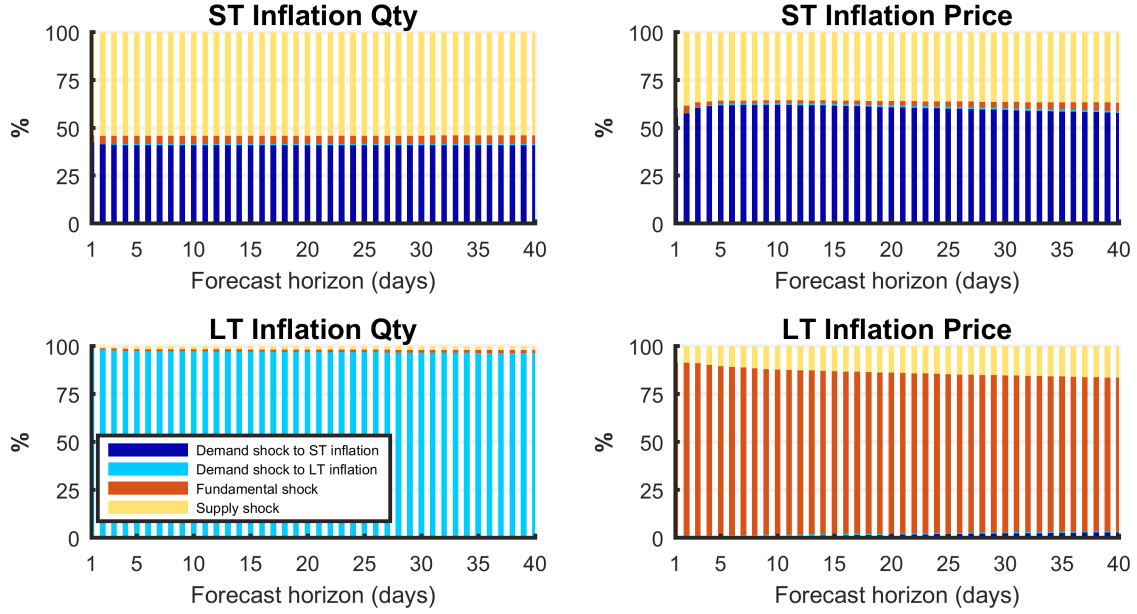 ST Inflation Qty
100
75
50
25
0
%
1 5 10 15 20 25 30 35 40
Forecast horizon (days)
ST Inflation Price
100
75
50
25
0
%
1 5 10 15 20 25 30 35 40
Forecast horizon (days)
LT Inflation Qty
100
75
50
25
0
%
Demand shock to ST inflation
Demand shock to LT inflation
Fundamental shock
Supply shock
1 5 10 15 20 25 30 35 40
Forecast horizon (days)
LT Inflation Price
100
75
50
25
0
%
1 5 10 15 20 25 30 35 40
Forecast horizon (days)